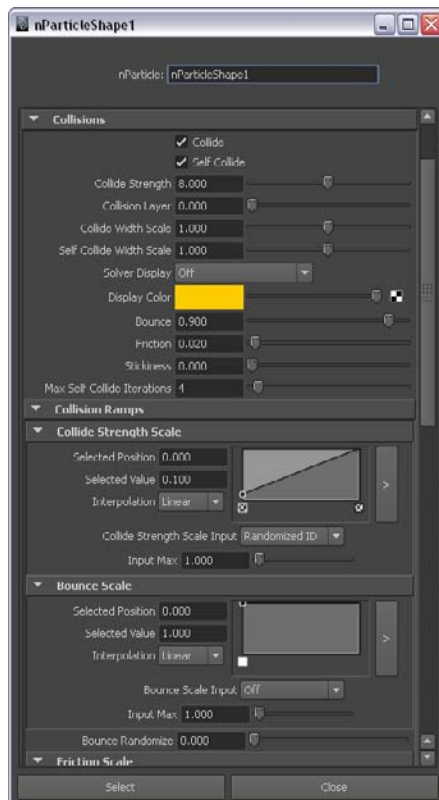 nParticleShape1
nParticle: nParticleShape1
Collisions
Collide
Self Collide
Collide Strength 8.000
Collision Layer 0.000
Collide Width Scale 1.000
Self Collide Width Scale 1.000
Solver Display Off
Display Color
Bounce 0.900
Friction 0.020
Stickiness 0.000
Max Self Collide Iterations 4
Collision Ramps
Collide Strength Scale
Selected Position 0.000
Selected Value 0.100
Interpolation Linear
>
Collide Strength Scale Input Randomized ID
Input Max 1.000
Bounce Scale
Selected Position 0.000
Selected Value 1.000
Interpolation Linear
>
Bounce Scale Input Off
Input Max 1.000
Bounce Randomize 0.000
Friction Scale
Select Close